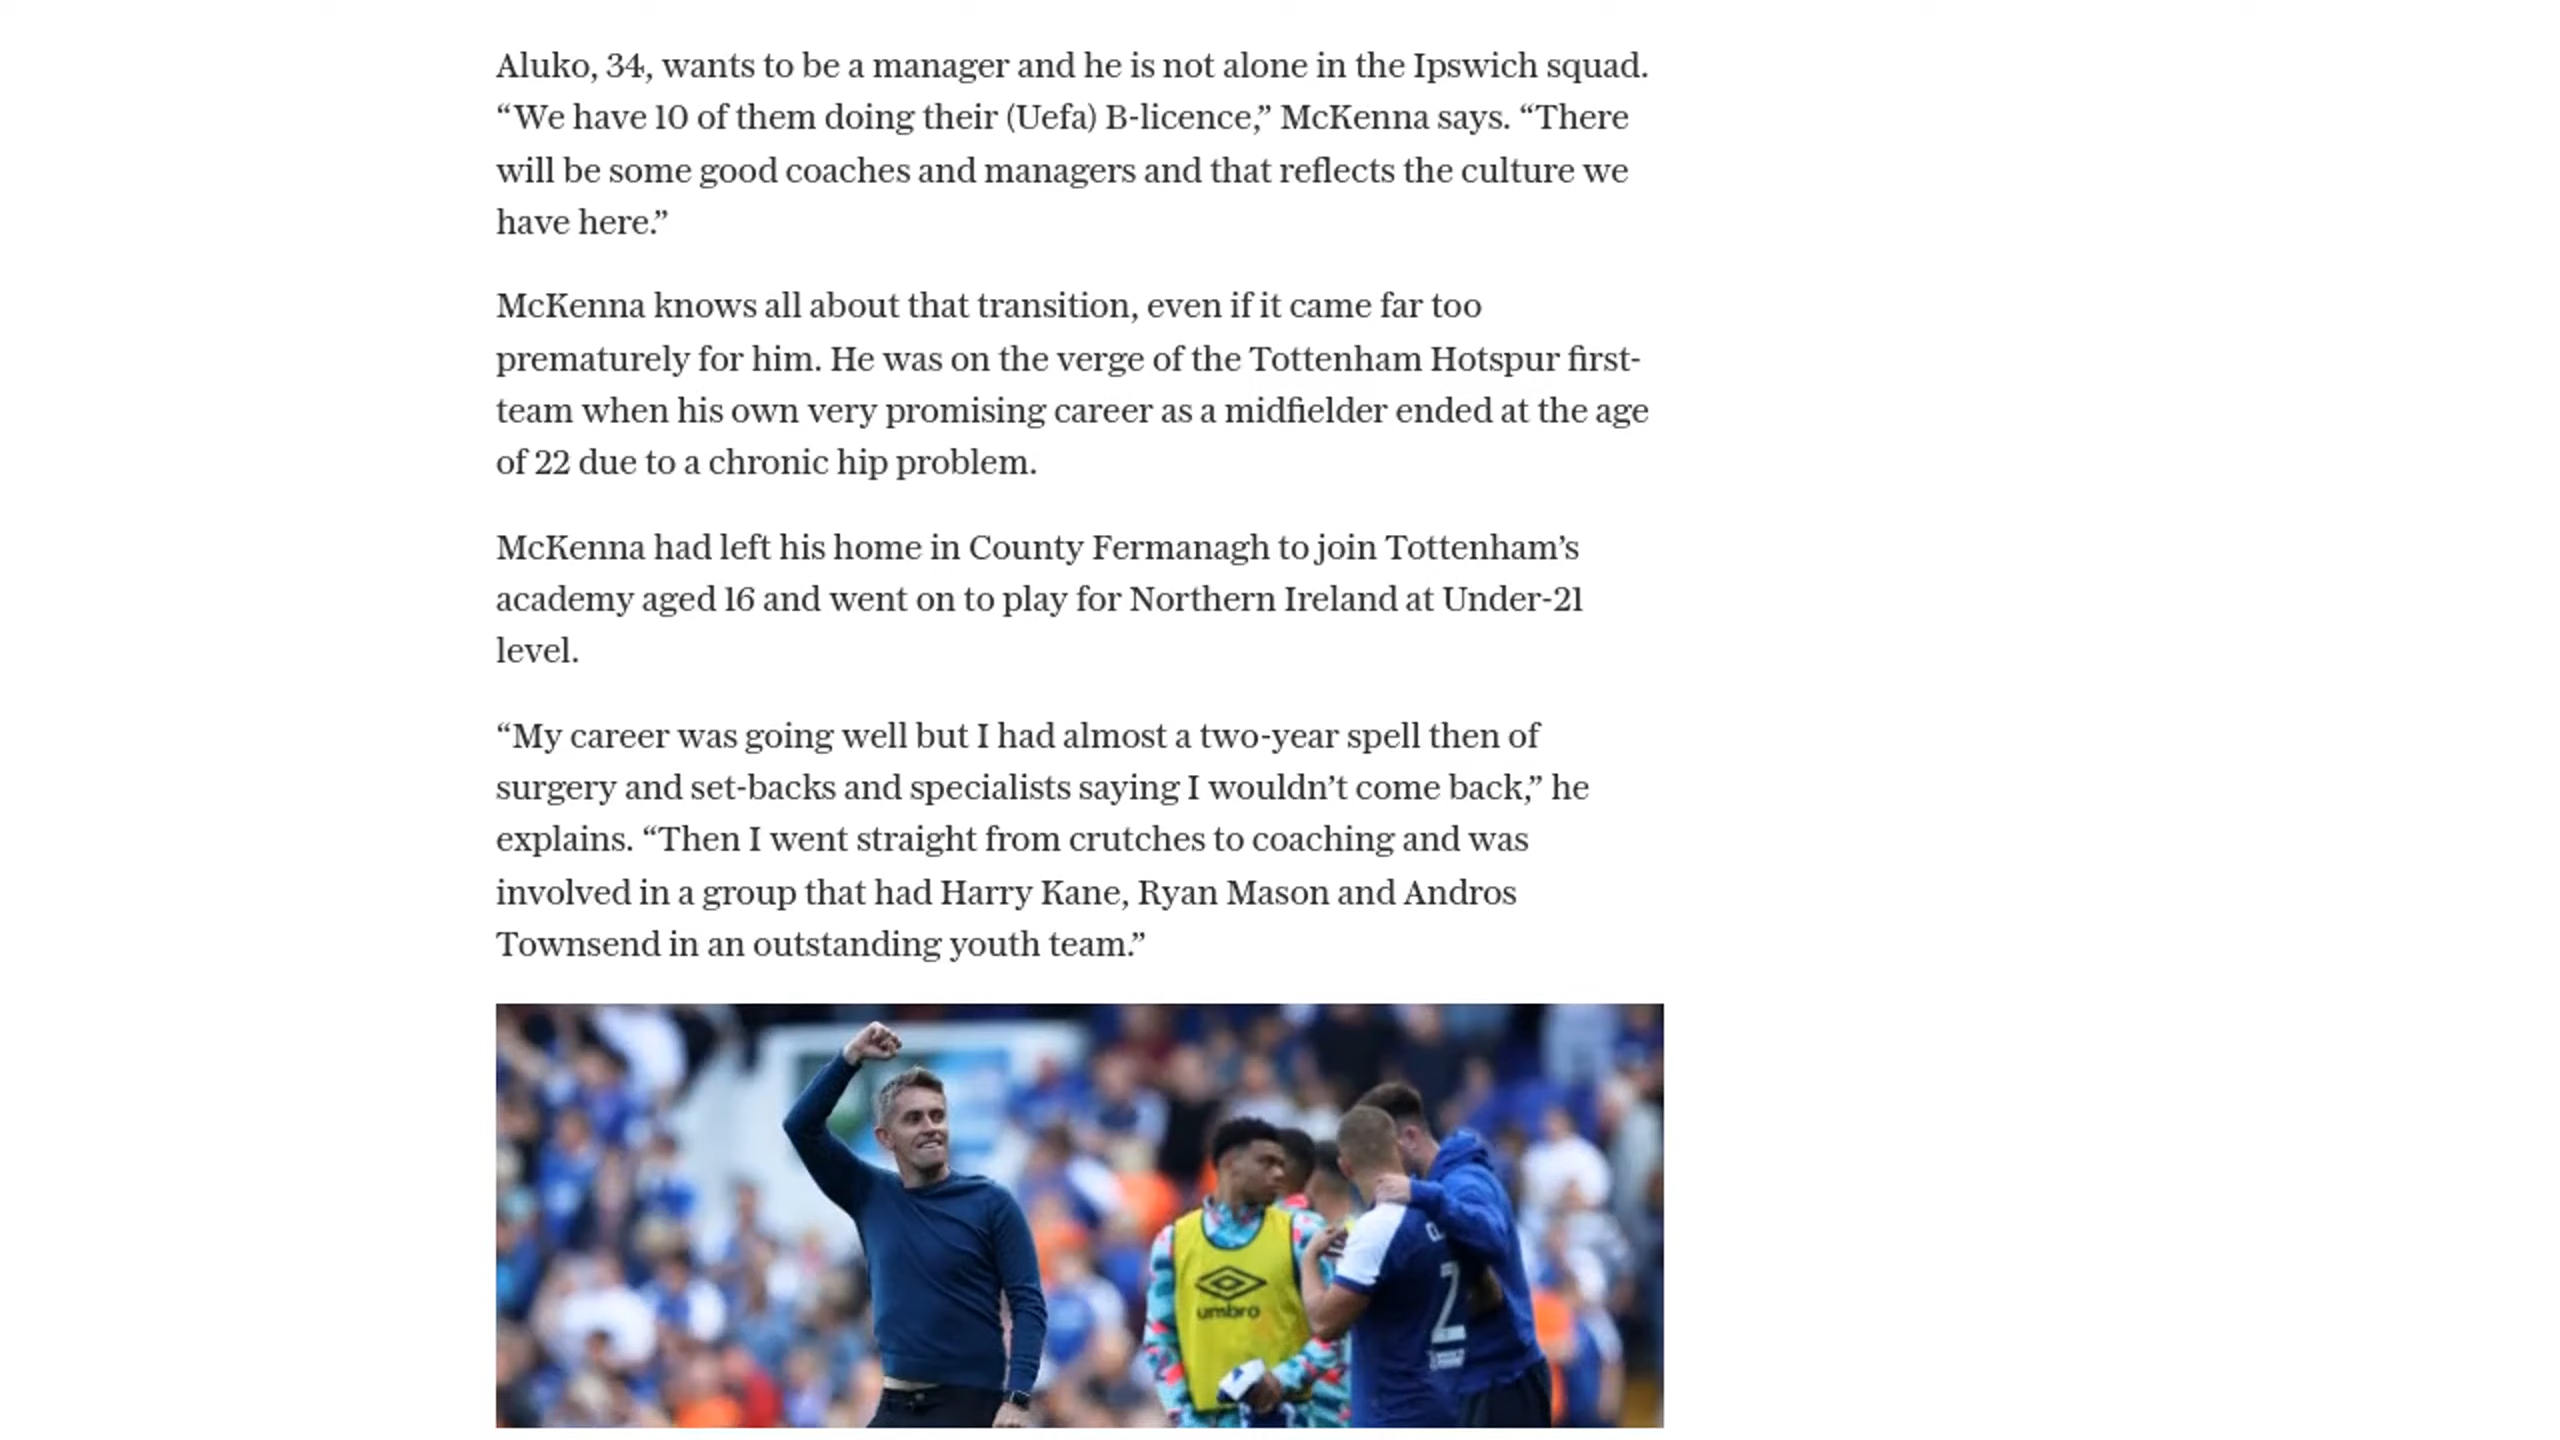 Aluko, 34, wants to be a manager and he is not alone in the Ipswich squad.
“We have 10 of them doing their (Uefa) B-licence,” McKenna says. “There
will be some good coaches and managers and that reflects the culture we
have here.”
McKenna knows all about that transition, even if it came far too
prematurely for him. He was on the verge of the Tottenham Hotspur first-
team when his own very promising career as a midfielder ended at the age
of 22 due to a chronic hip problem.
McKenna had left his home in County Fermanagh to join Tottenham’s
academy aged 16 and went on to play for Northern Ireland at Under-21
level.
“My career was going well but I had almost a two-year spell then of
surgery and set-backs and specialists saying I wouldn’t come back,” he
explains. “Then I went straight from crutches to coaching and was
involved in a group that had Harry Kane, Ryan Mason and Andros
Townsend in an outstanding youth team.”
umbro
2